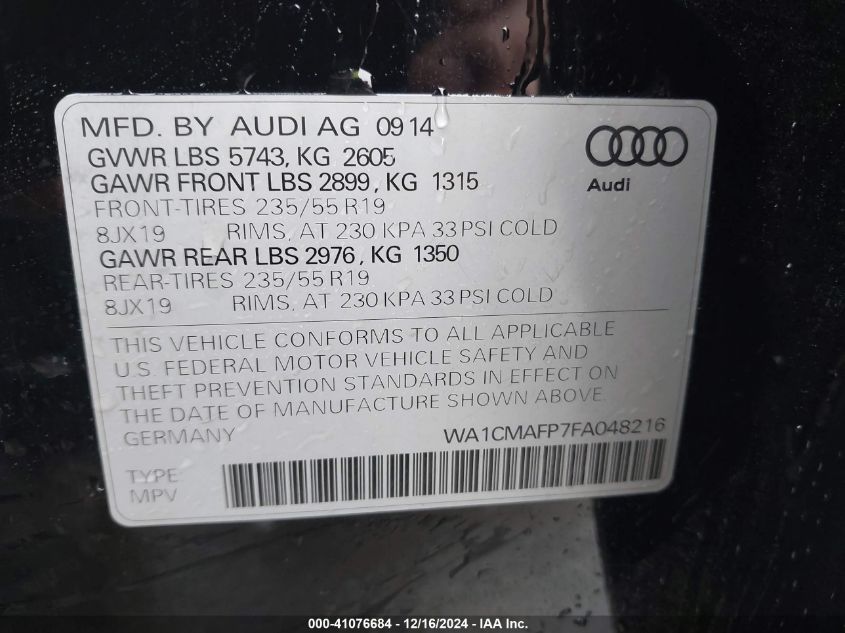 MFD. BY AUDI AG 09 14
GVWR LBS 5743, KG 2605
GAWR FRONT LBS 2899, KG 1315
FRONT-TIRES 235/55 R19
8JX19 RIMS, AT 230 KPA 33 PSI COLD
GAWR REAR LBS 2976, KG 1350
REAR-TIRES 235/55 R19
8JX19 RIMS, AT 230 KPA 33 PSI COLD
Audi
THIS VEHICLE CONFORMS TO ALL APPLICABLE
U.S. FEDERAL MOTOR VEHICLE SAFETY AND
THEFT PREVENTION STANDARDS IN EFFECT ON
THE DATE OF MANUFACTURE SHOWN ABOVE.
GERMANY WA1CMAFP7FA048216
TYPE
MPV
000-41076684 - 12/16/2024 - IAA Inc.